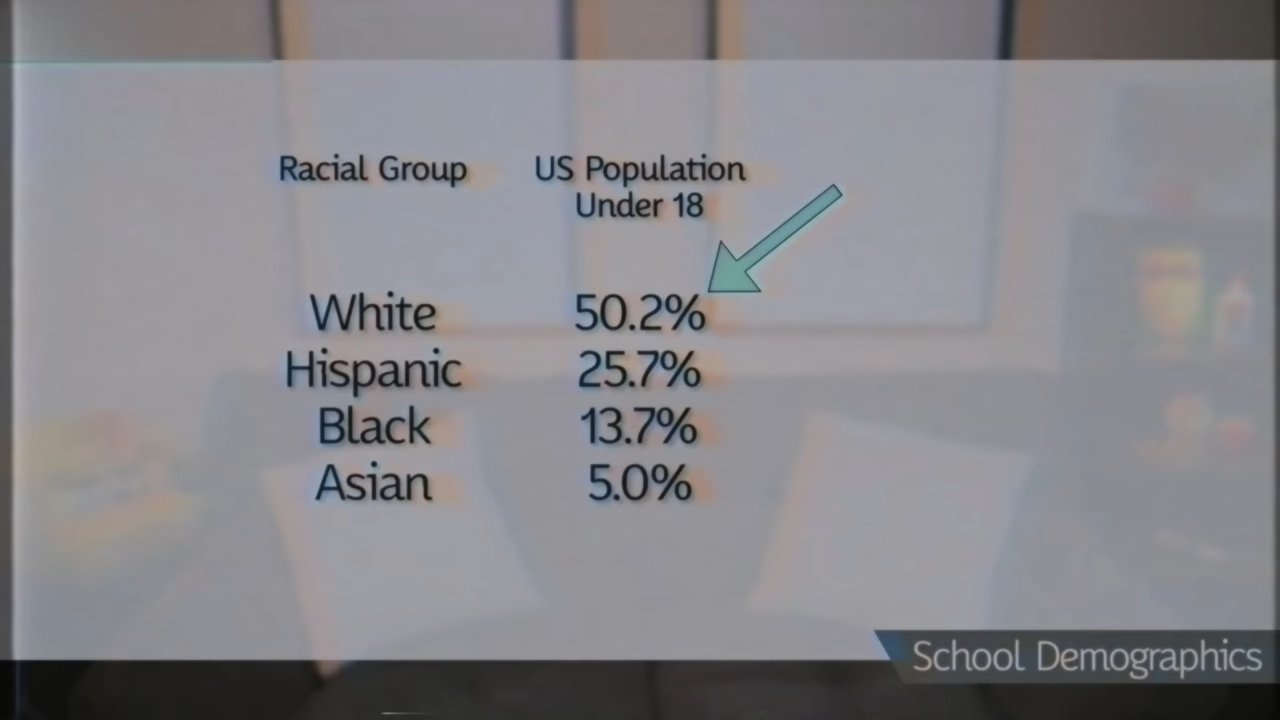 Racial Group US Population
Under 18
White 50.2%
Hispanic 25.7%
Black 13.7%
Asian 5.0%
School Demographics